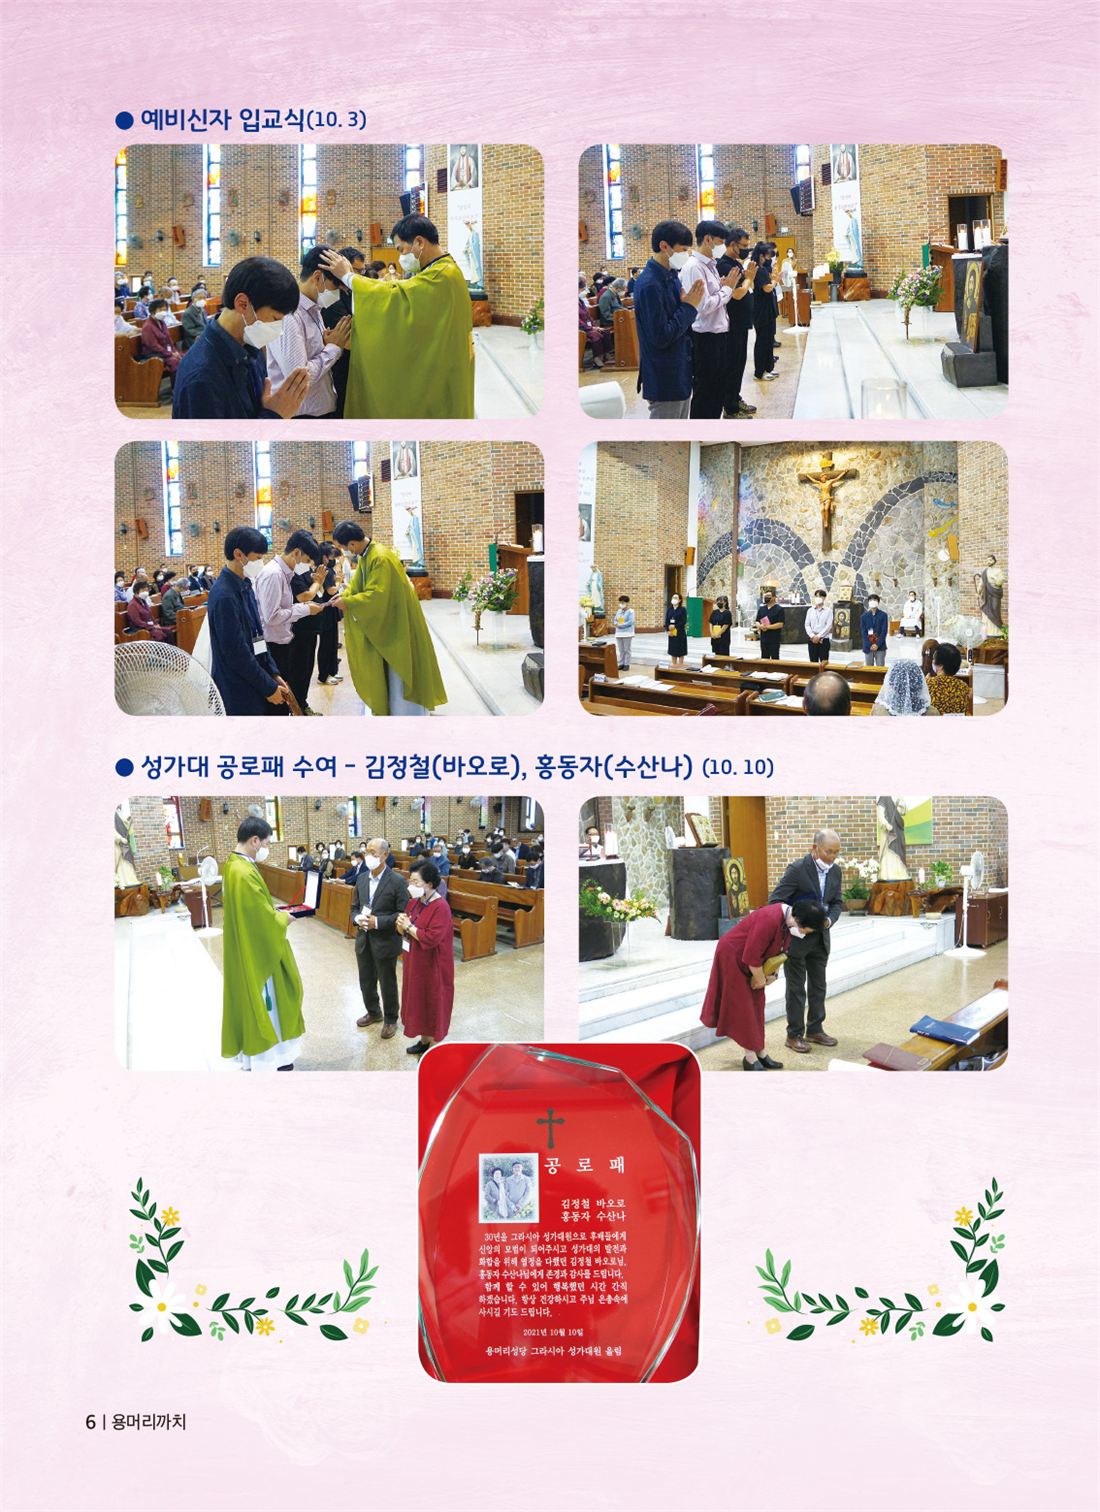 ● 예비신자 입교식(10. 3)
● 성가대 공로패 수여 - 김정철(바오로), 홍동자(수산나) (10. 10)
공 로 패
김정철 바오로
홍동자 수산나
30년을 그라시아 성가대원으로 후배들에게
신앙의 모범이 되어주시고 성가대의 발전과
화합을 위해 열정을 다했던 김정철 바오로님,
홍동자 수산나님에게 존경과 감사를 드립니다.
함께 할 수 있어 행복했던 시간 간직
하겠습니다. 항상 건강하시고 주님 은총속에
사시길 기도 드립니다.
2021년 10월 10일
용머리성당 그라시아 성가대원 올림
6 | 용머리까치